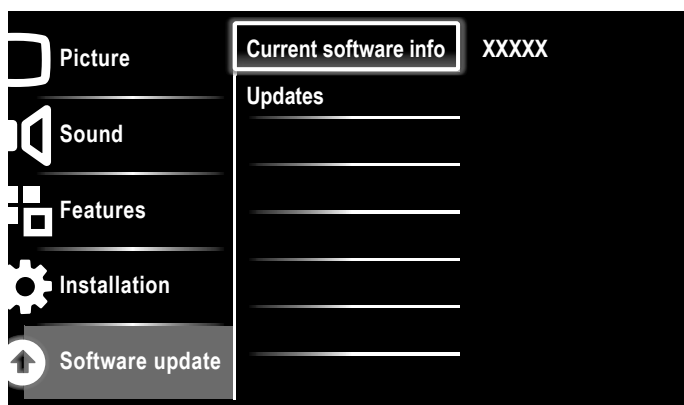 Picture
Sound
Features
Installation
Software update
Current software info
Updates
XXXXX